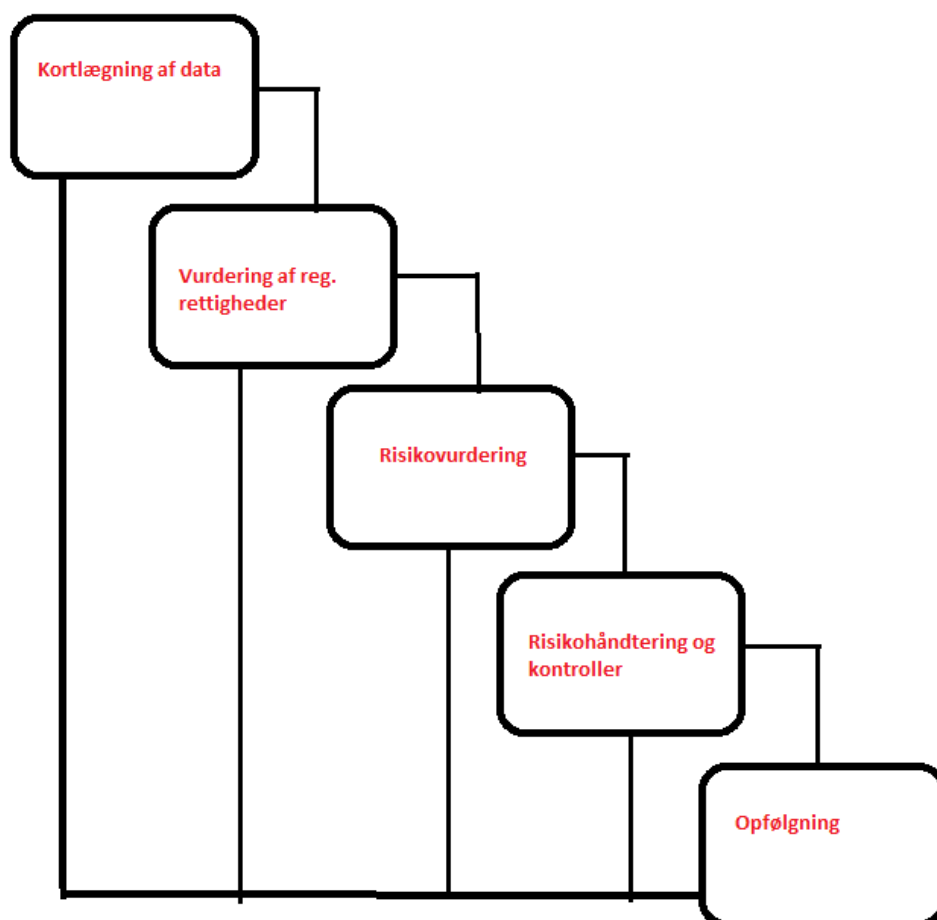 Kortlægning af data
Vurdering af reg.
rettigheder
Risikovurdering
Risikohåndtering og
kontroller
Opfølgning